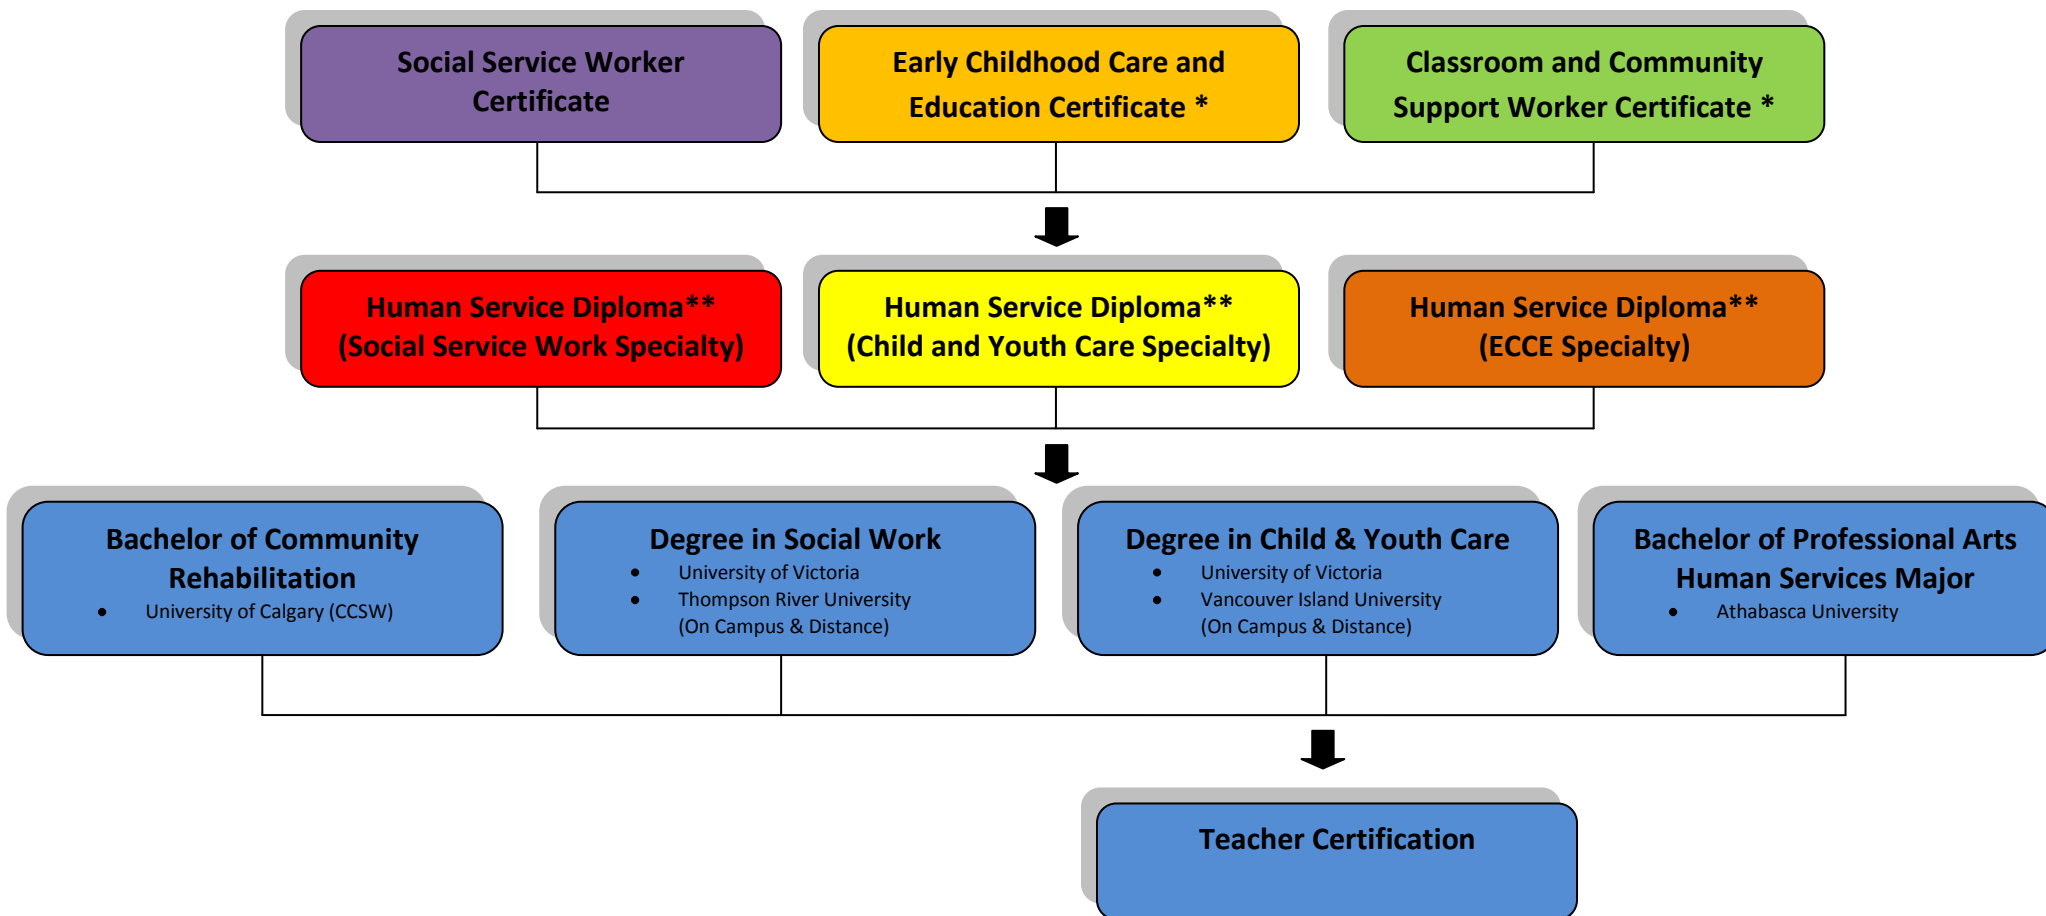 Social Service Worker
Certificate
Early Childhood Care and
Education Certificate *
Classroom and Community
Support Worker Certificate *
Human Service Diploma**
(Social Service Work Specialty)
Human Service Diploma**
(Child and Youth Care Specialty)
Human Service Diploma**
(ECCE Specialty)
Bachelor of Community
Rehabilitation
• University of Calgary (CCSW)
Degree in Social Work
• University of Victoria
• Thompson River University
(On Campus & Distance)
Degree in Child & Youth Care
• University of Victoria
• Vancouver Island University
(On Campus & Distance)
Bachelor of Professional Arts
Human Services Major
• Athabasca University
Teacher Certification